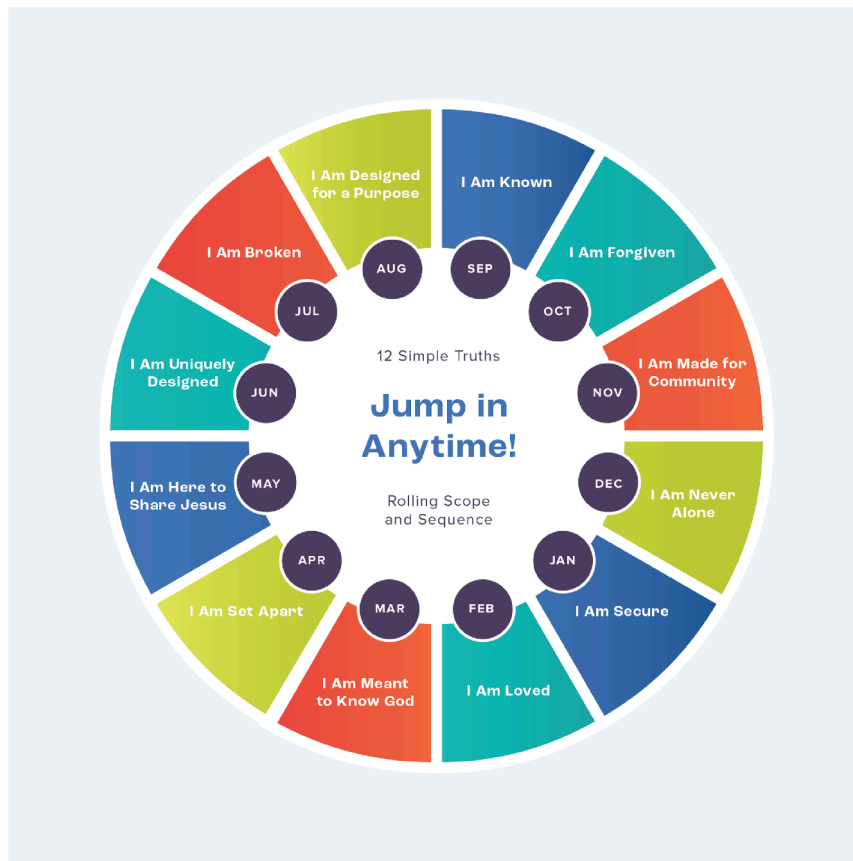 12 Simple Truths
Jump in
Anytime!
Rolling Scope
and Sequence
I Am Known
SEP
I Am Forgiven
OCT
I Am Made for
Community
NOV
I Am Never
Alone
DEC
I Am Secure
JAN
I Am Loved
FEB
I Am Meant
to Know God
MAR
I Am Set Apart
APR
I Am Here to
Share Jesus
MAY
I Am Uniquely
Designed
JUN
I Am Broken
JUL
I Am Designed
for a Purpose
AUG